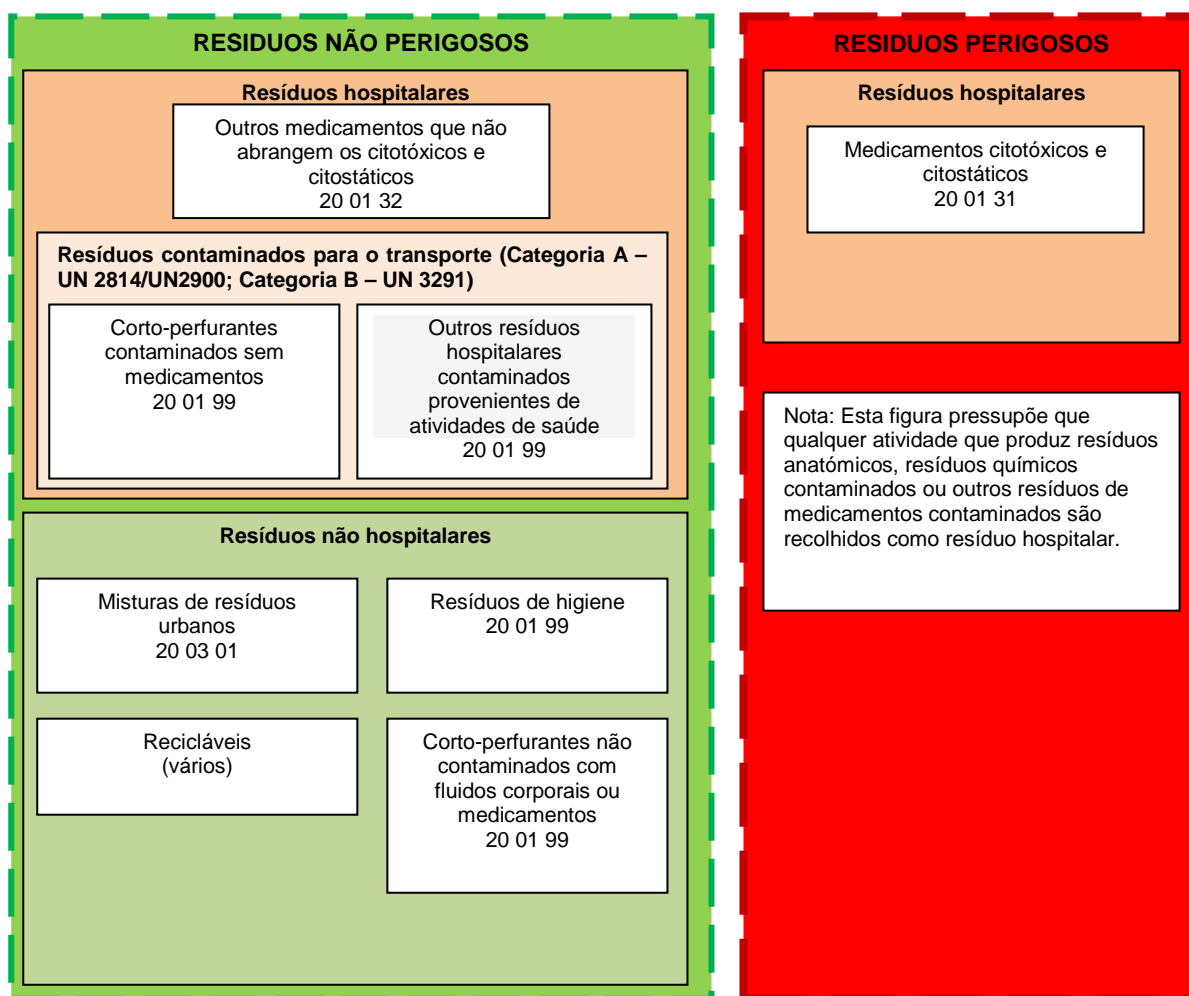 RESIDUOS NÃO PERIGOSOS
Resíduos hospitalares
Outros medicamentos que não
abrangem os citotóxicos e
citostáticos
20 01 32
Resíduos contaminados para o transporte (Categoria A –
UN 2814/UN2900; Categoria B – UN 3291)
Corto-perfurantes
contaminados sem
medicamentos
20 01 99
Outros resíduos
hospitalares
contaminados
provenientes de
atividades de saúde
20 01 99
Resíduos não hospitalares
Misturas de resíduos
urbanos
20 03 01
Resíduos de higiene
20 01 99
Recicláveis
(vários)
Corto-perfurantes não
contaminados com
fluidos corporais ou
medicamentos
20 01 99
RESIDUOS PERIGOSOS
Resíduos hospitalares
Medicamentos citotóxicos e
citostáticos
20 01 31
Nota: Esta figura pressupõe que
qualquer atividade que produz resíduos
anatómicos, resíduos químicos
contaminados ou outros resíduos de
medicamentos contaminados são
recolhidos como resíduo hospitalar.